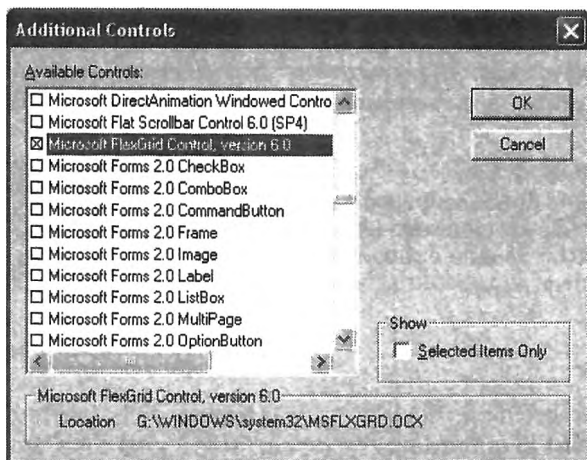 Additional Controls
Available Controls:
Microsoft DirectAnimation Windowed Contro
Microsoft Flat Scrollbar Control 6.0 (SP4)
Microsoft FlexGrid Control, version 6.0
Microsoft Forms 2.0 CheckBox
Microsoft Forms 2.0 ComboBox
Microsoft Forms 2.0 CommandButton
Microsoft Forms 2.0 Frame
Microsoft Forms 2.0 Image
Microsoft Forms 2.0 Label
Microsoft Forms 2.0 ListBox
Microsoft Forms 2.0 MultiPage
Microsoft Forms 2.0 OptionButton
OK
Cancel
Show
Selected Items Only
Microsoft FlexGrid Control, version 6.0
Location G:\WINDOWS\system32\MSFLXGRD.OCX